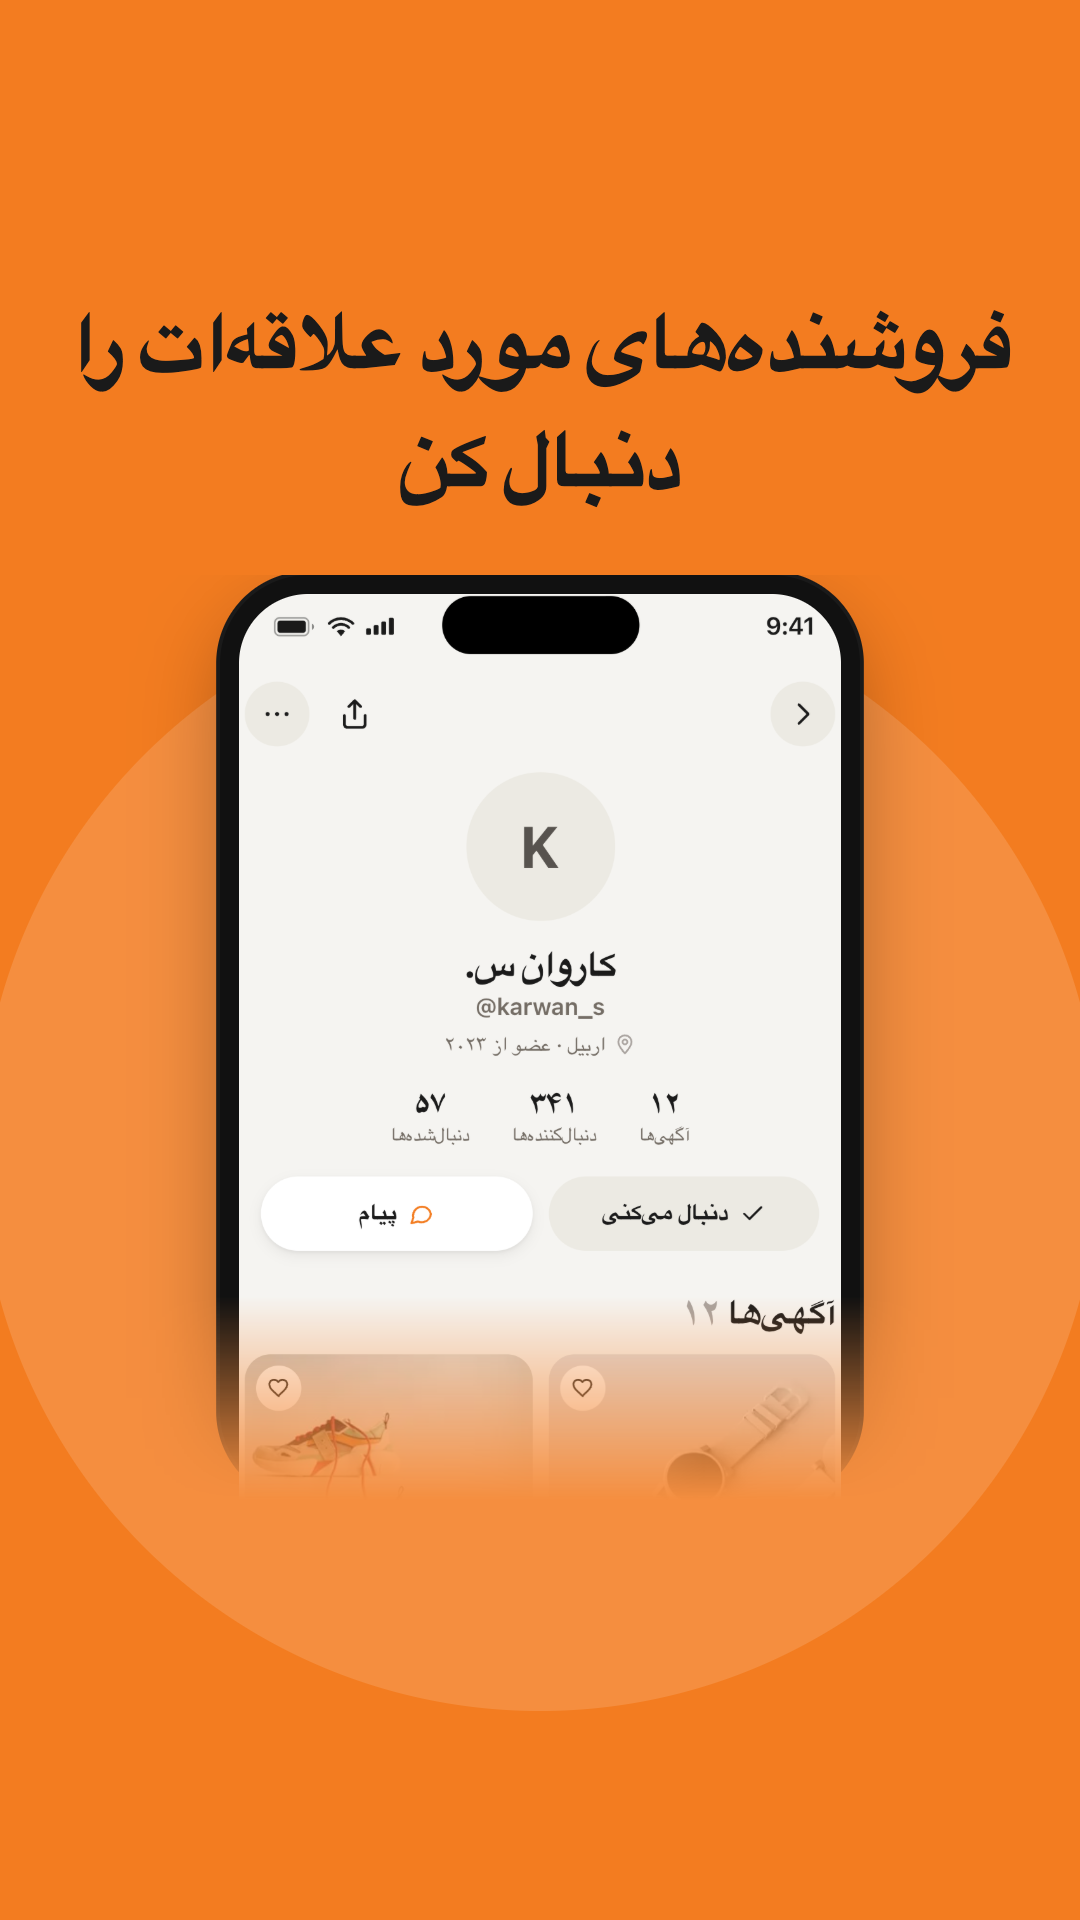 فروشنده‌های مورد علاقه‌ات را
دنبال کن
9:41
K
کاروان س.
@karwan_s
اربیل · عضو از ۲۰۲۳
۱۲ ۳۴۱ ۵۷
آگهی‌ها دنبال‌کننده‌ها دنبال‌شده‌ها
دنبال می‌کنی پیام
آگهی‌ها ۱۲